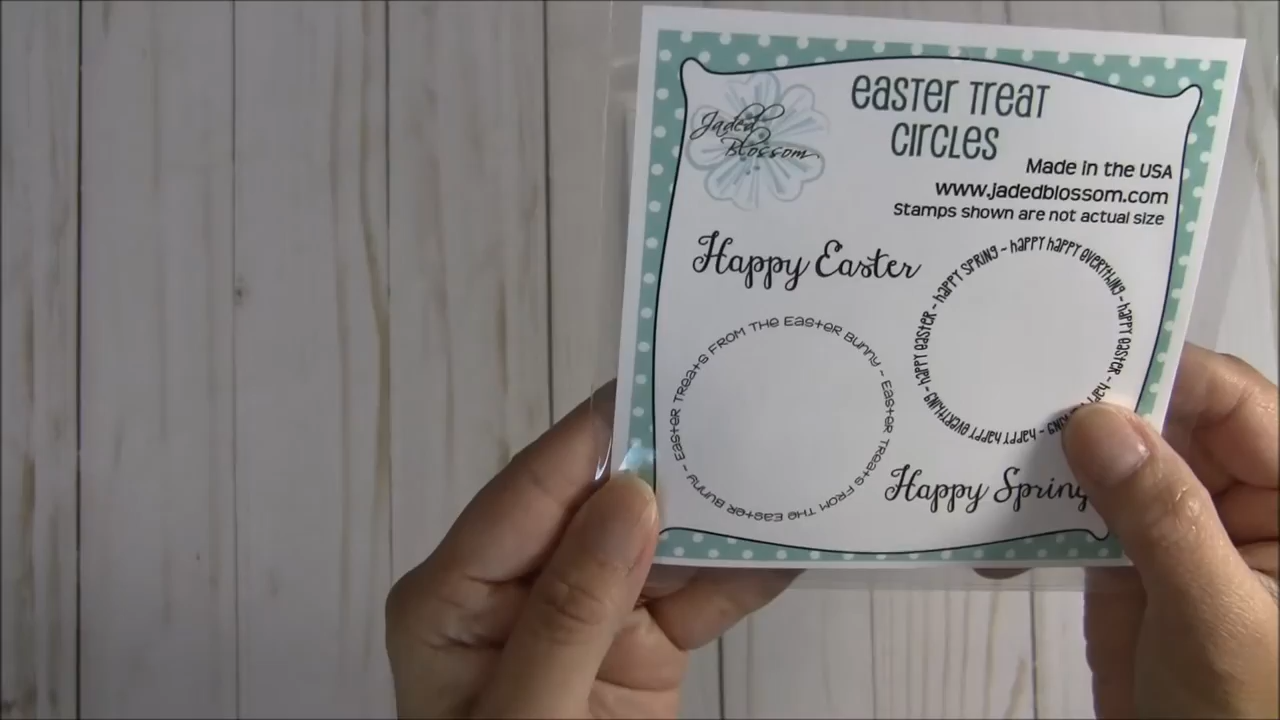 Jaded
Blossom
EASTER TREAT
CIRCLES
Made in the USA
www.jadedblossom.com
Stamps shown are not actual size
Happy Easter
HAPPY SPRING - HAPPY HAPPY EVERYTHING - HAPPY EASTER - HAPPY - HAPPY HAPPY EVERYTHING - HAPPY EASTER -
EASTER TREATS FROM THE EASTER BUNNY - EASTER TREATS FROM THE EASTER BUNNY -
Happy Spring